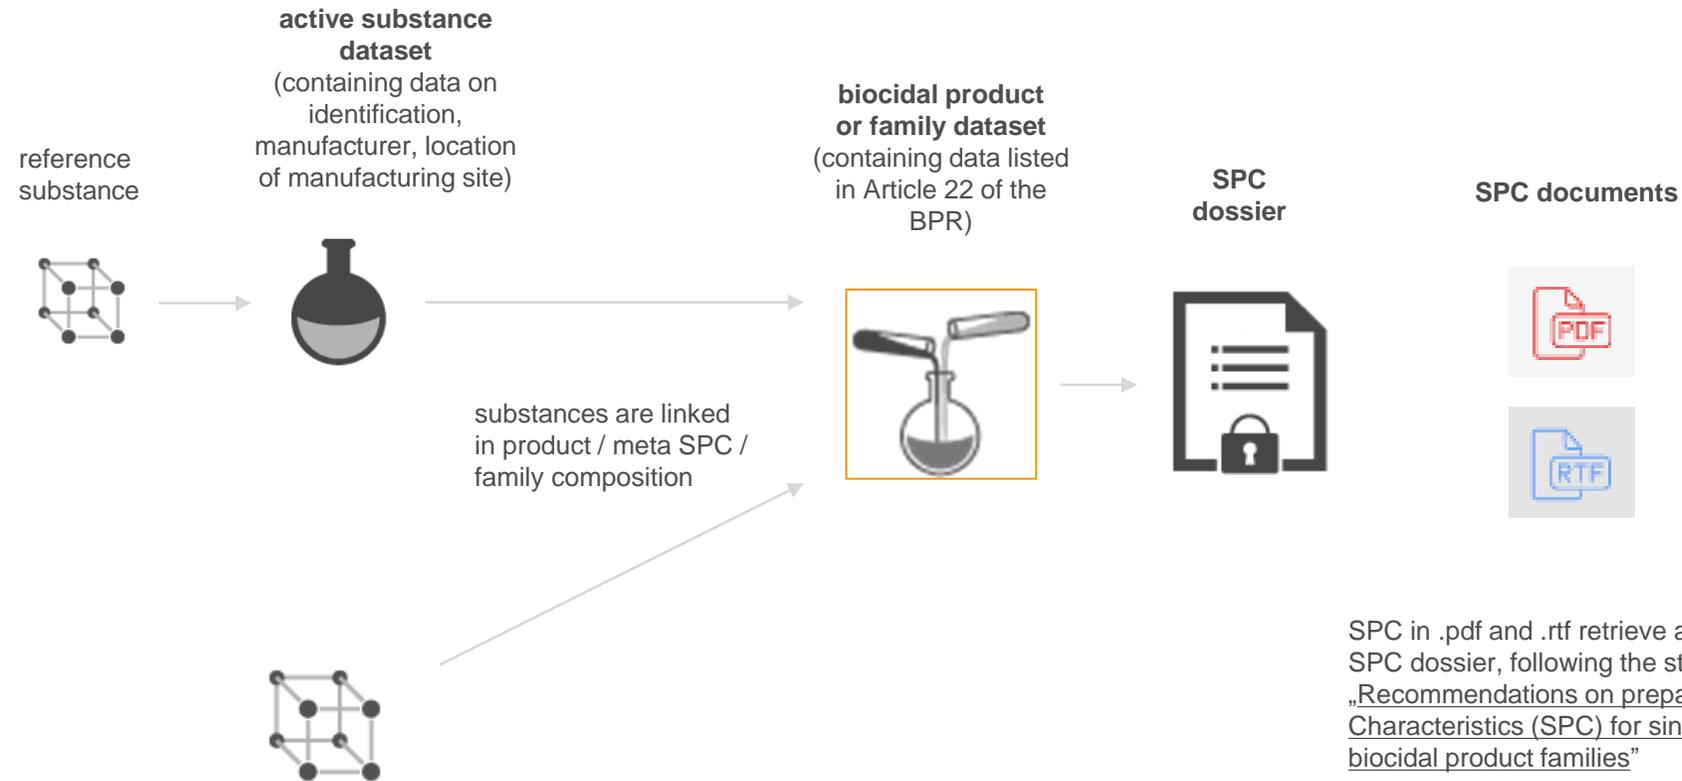 active substance
dataset
(containing data on
identification,
manufacturer, location
of manufacturing site)
reference
substance
biocidal product
or family dataset
(containing data listed
in Article 22 of the
BPR)
SPC
dossier
SPC documents
substances are linked
in product / meta SPC /
family composition
PDF
RTF
SPC in .pdf and .rtf retrieve
SPC dossier, following the
„Recommendations on
Characteristics (SPC) for
biocidal product families”